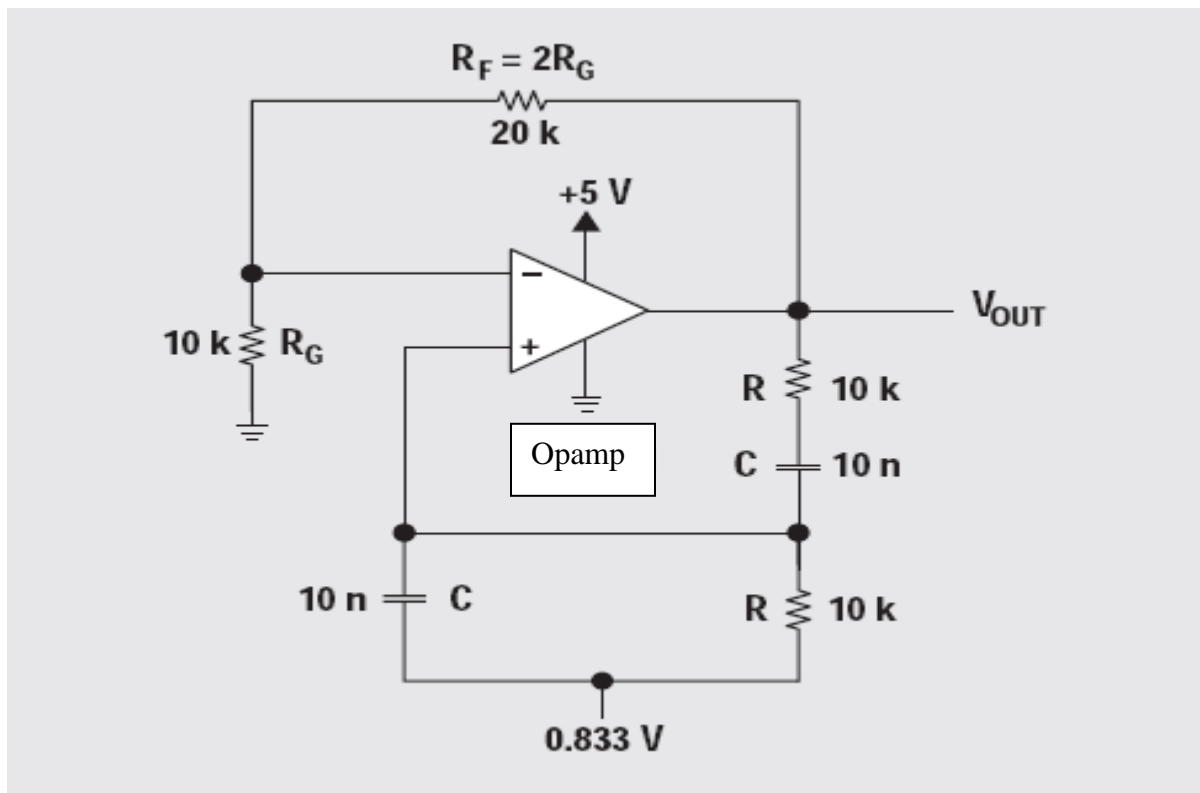 R_F = 2R_G
20 k
+5 V
−
+
V_OUT
10 k R_G
R 10 k
Opamp
C 10 n
10 n C
R 10 k
0.833 V